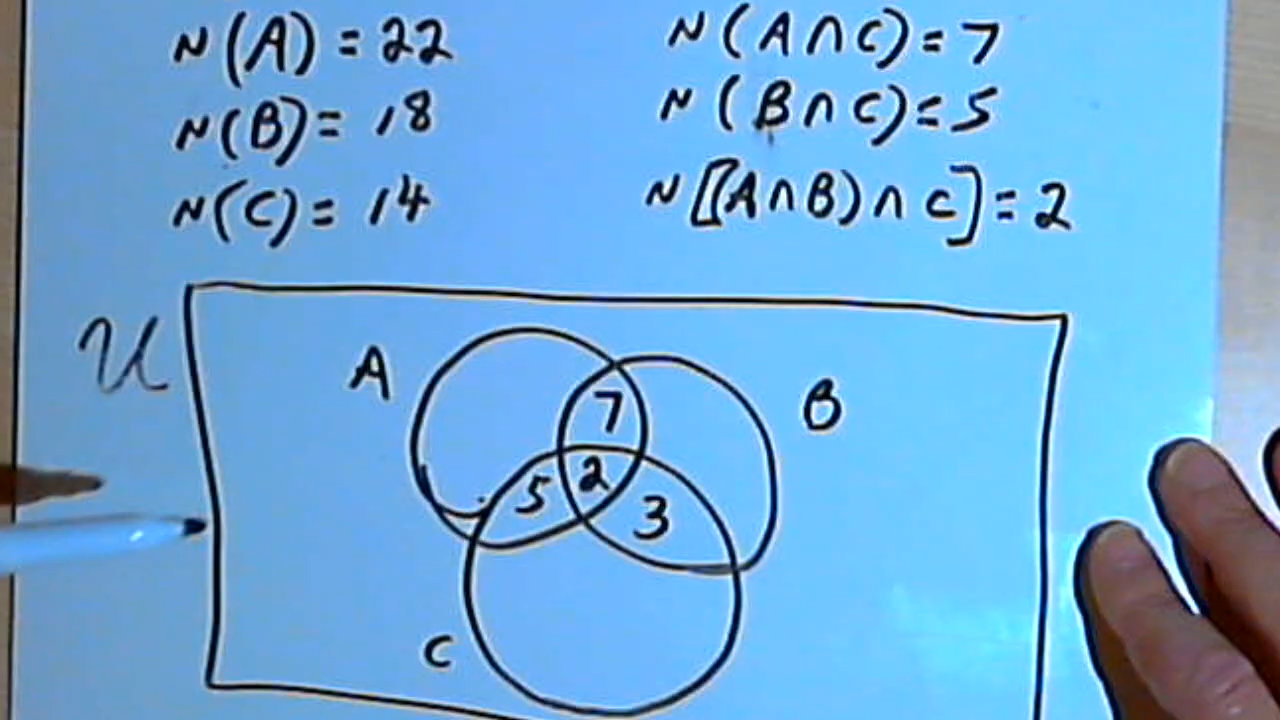 N(A) = 22
N(B) = 18
N(C) = 14
N(A∩C) = 7
N(B∩C) = 5
N[(A∩B)∩C] = 2
U
A
B
7
5
2
3
C